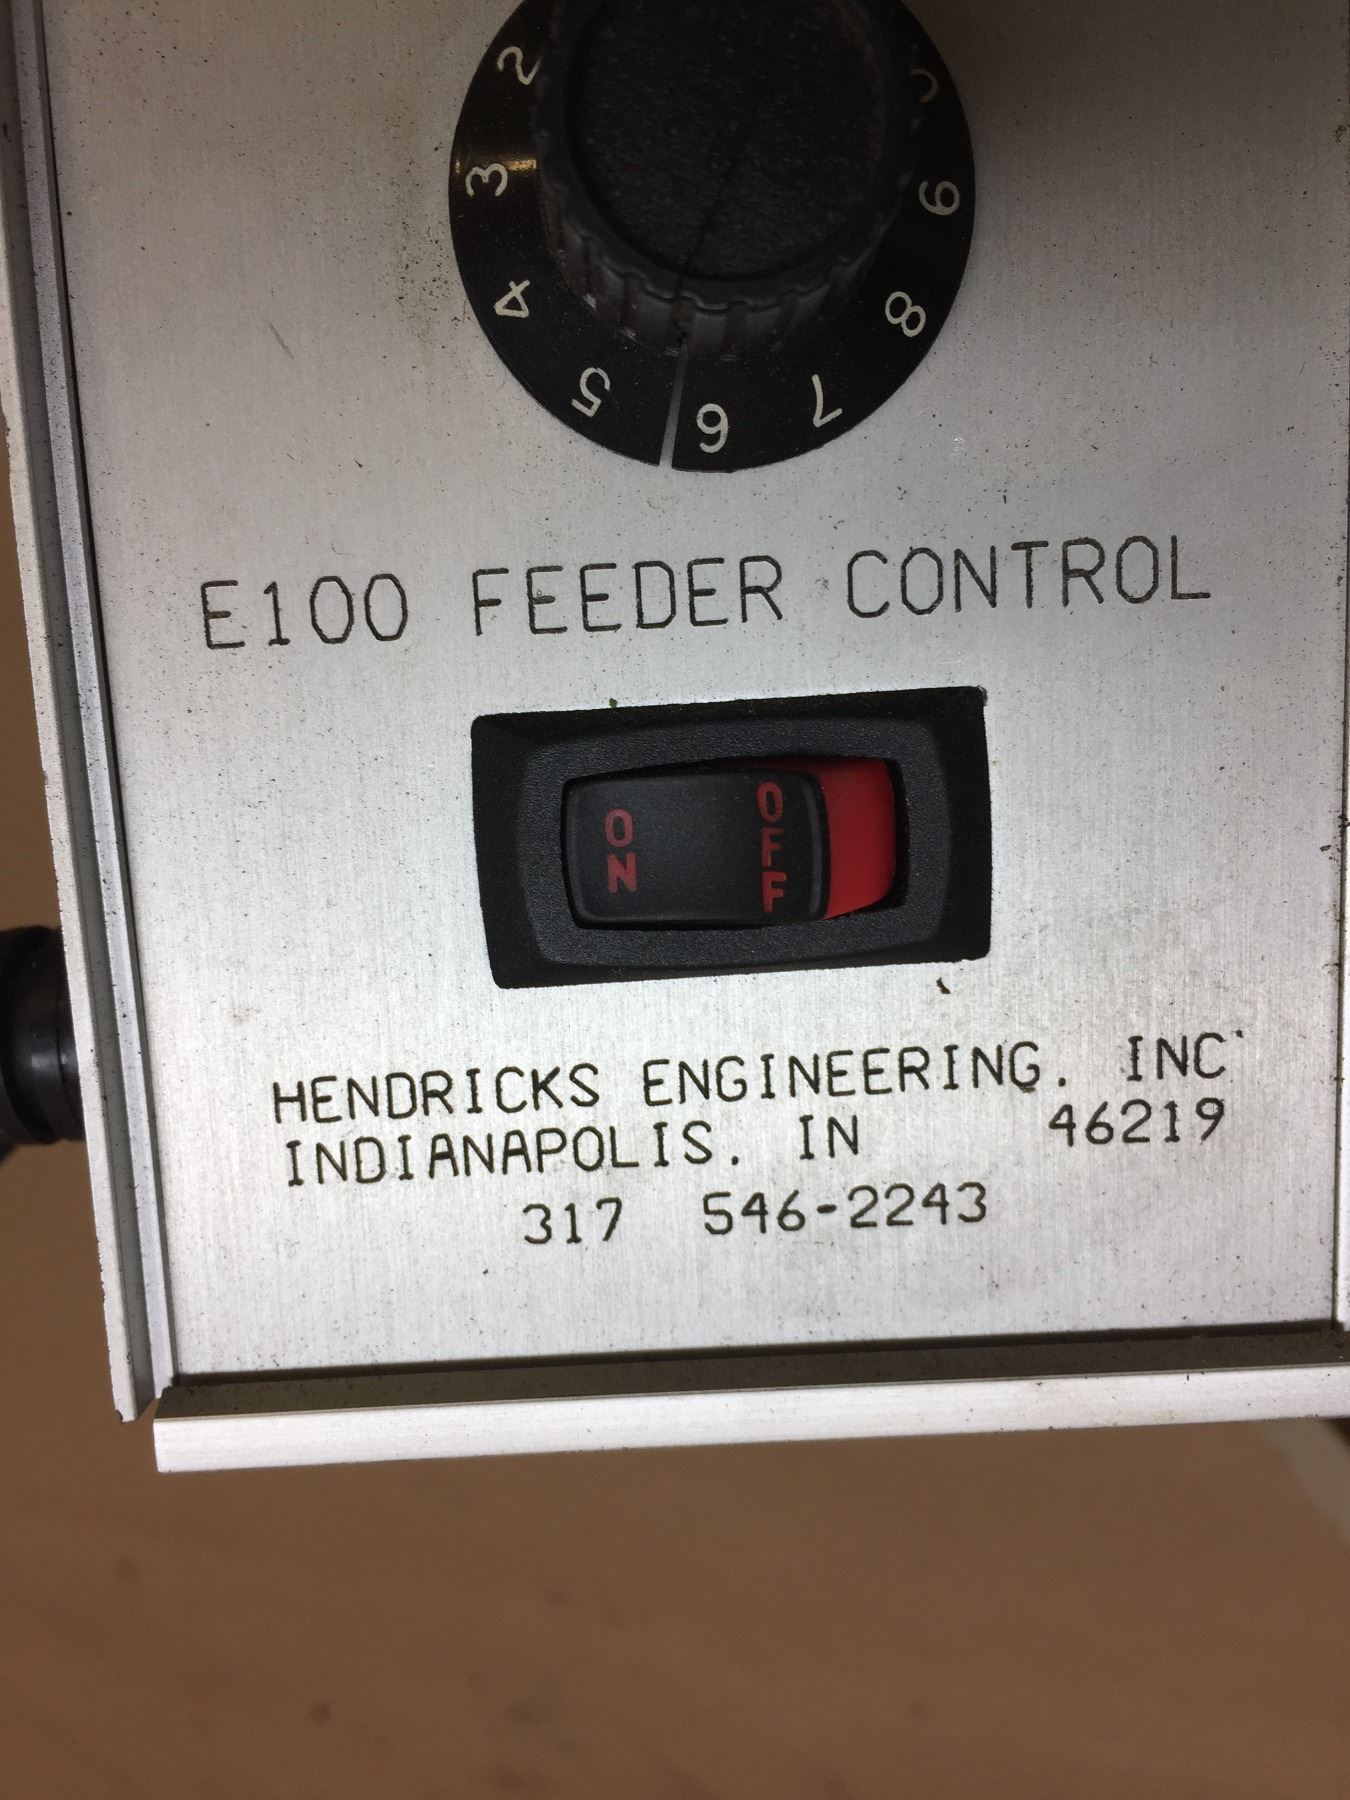 2
3
4
5
6
7
8
9
E100 FEEDER CONTROL
ON
OFF
HENDRICKS ENGINEERING. INC.
INDIANAPOLIS. IN 46219
317 546-2243